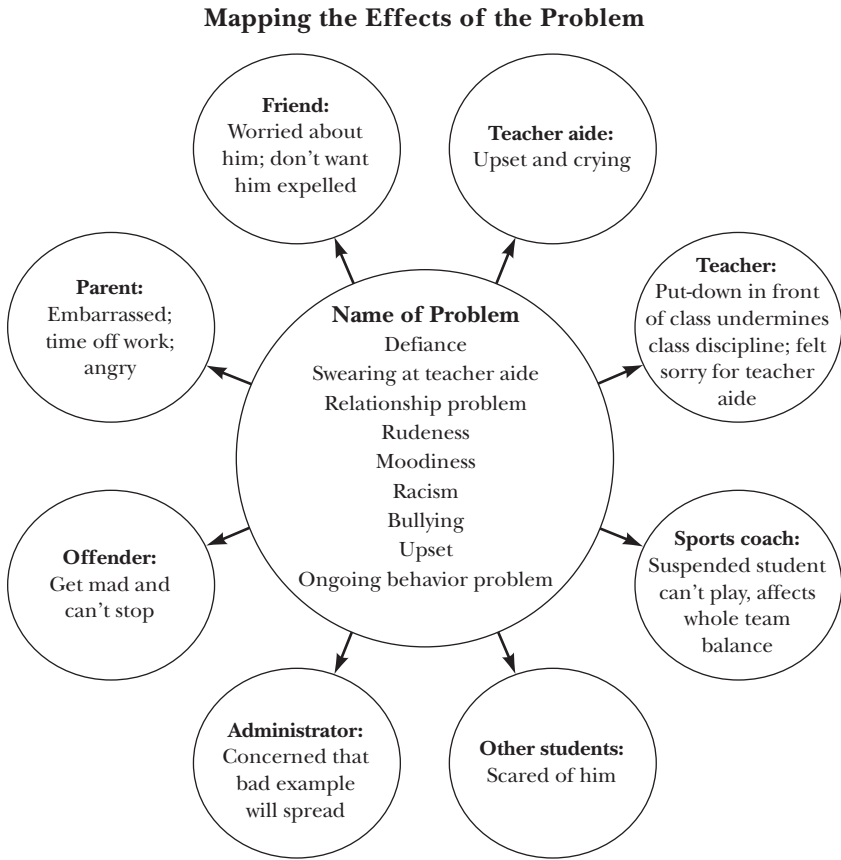 Mapping the Effects of the Problem
Friend:
Worried about
him; don’t want
him expelled
Teacher aide:
Upset and crying
Parent:
Embarrassed;
time off work;
angry
Name of Problem
Defiance
Swearing at teacher aide
Relationship problem
Rudeness
Moodiness
Racism
Bullying
Upset
Ongoing behavior problem
Teacher:
Put-down in front
of class undermines
class discipline; felt
sorry for teacher
aide
Offender:
Get mad and
can’t stop
Sports coach:
Suspended student
can’t play, affects
whole team
balance
Administrator:
Concerned that
bad example
will spread
Other students:
Scared of him